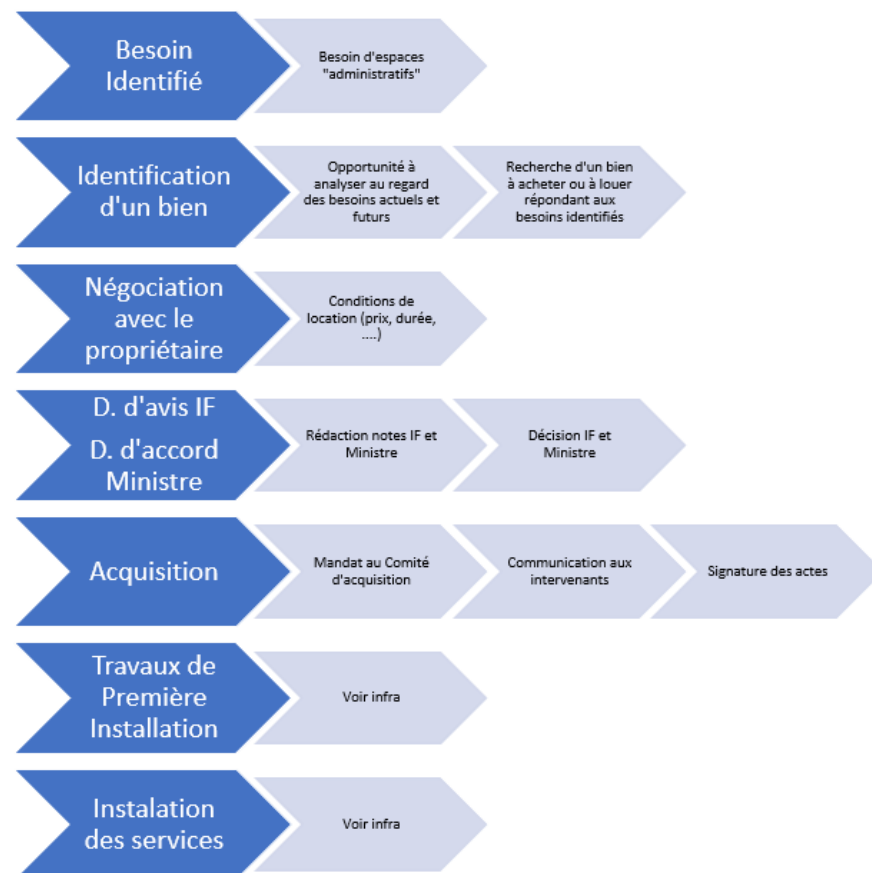 Besoin
Identifié
Besoin d'espaces
"administratifs"
Identification
d'un bien
Opportunité à
analyser au regard
des besoins actuels et
futurs
Recherche d'un bien
à acheter ou à louer
répondant aux
besoins identifiés
Négociation
avec le
propriétaire
Conditions de
location (prix, durée,
....)
D. d'avis IF
D. d'accord
Ministre
Rédaction notes IF et
Ministre
Décision IF et
Ministre
Acquisition
Mandat au Comité
d'acquisition
Communication aux
intervenants
Signature des actes
Travaux de
Première
Installation
Voir infra
Instalation
des services
Voir infra